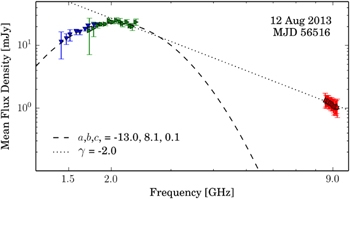 12 Aug 2013
MJD 56516
Mean Flux Density [mJy]
10¹
10⁰
a,b,c, = -13.0, 8.1, 0.1
γ = -2.0
1.5 2.0 9.0
Frequency [GHz]